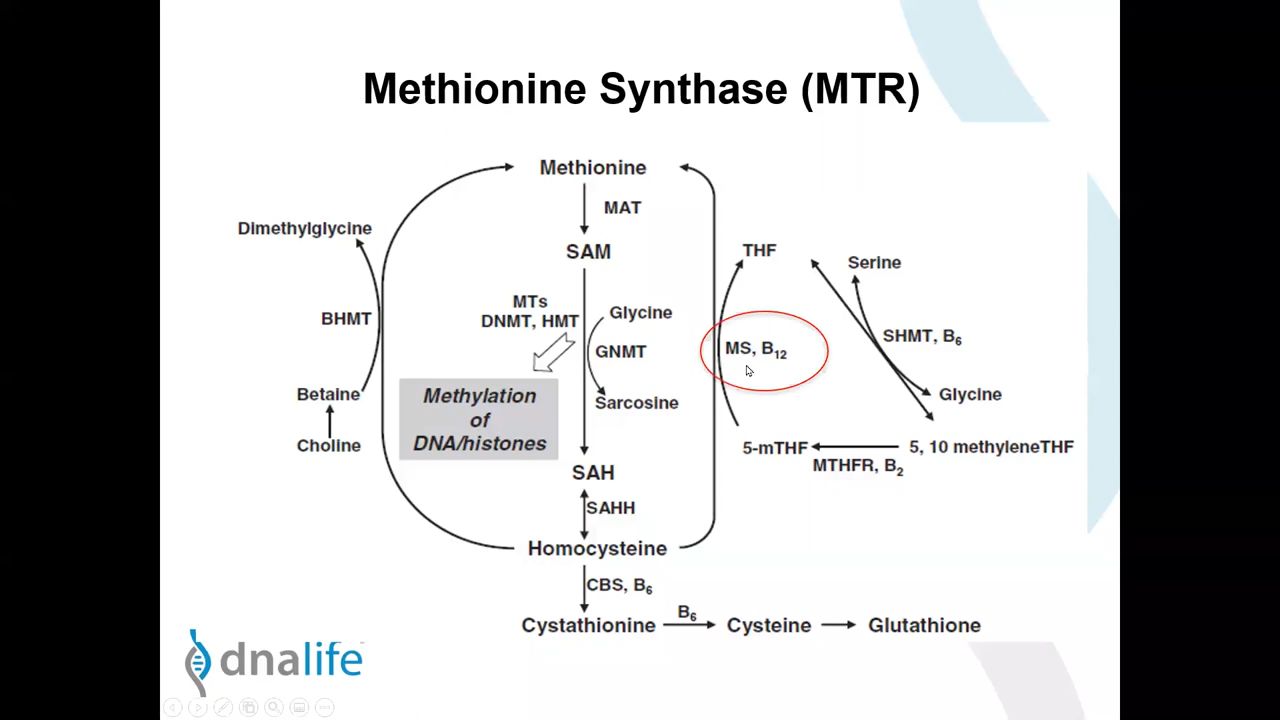 Methionine Synthase (MTR)
Methionine
MAT
Dimethylglycine
SAM
THF
Serine
MTs
DNMT, HMT
Glycine
BHMT
GNMT
MS, B12
SHMT, B6
Betaine
Methylation
of
DNA/histones
Sarcosine
Glycine
Choline
5-mTHF
5, 10 methyleneTHF
MTHFR, B2
SAH
SAHH
Homocysteine
CBS, B6
Cystathionine
B6
Cysteine
Glutathione
dnalife